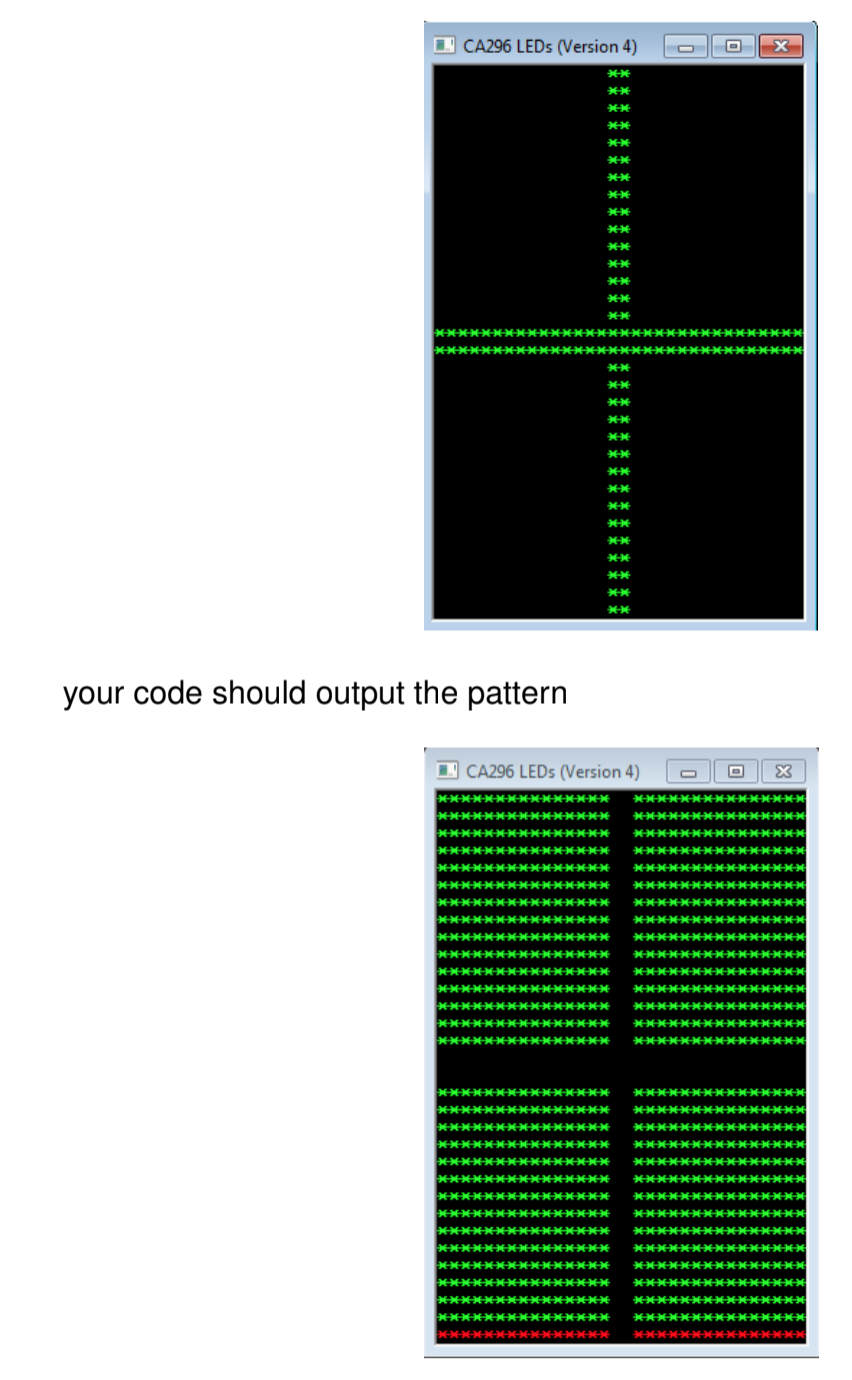 CA296 LEDs (Version 4)
your code should output the pattern
CA296 LEDs (Version 4)